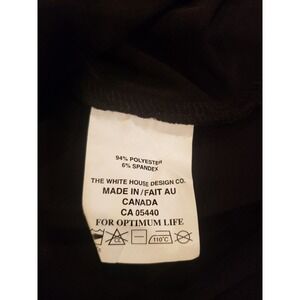 94% POLYESTER
6% SPANDEX
THE WHITE HOUSE DESIGN CO.
MADE IN / FAIT AU
CANADA
CA 05440
FOR OPTIMUM LIFE
110°C